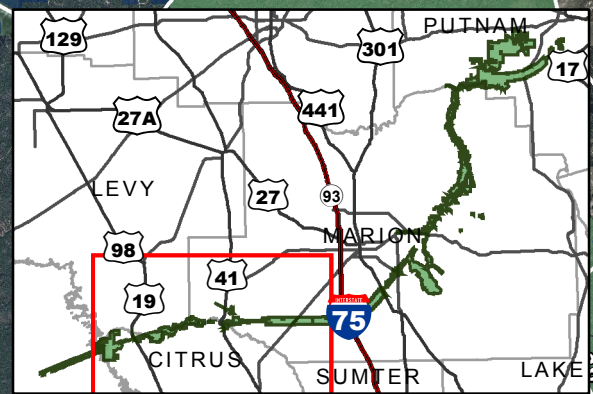 PUTNAM
129
301
17
441
27A
LEVY
27
93
MARION
98
41
19
INTERSTATE
75
CITRUS
SUMTER
LAKE